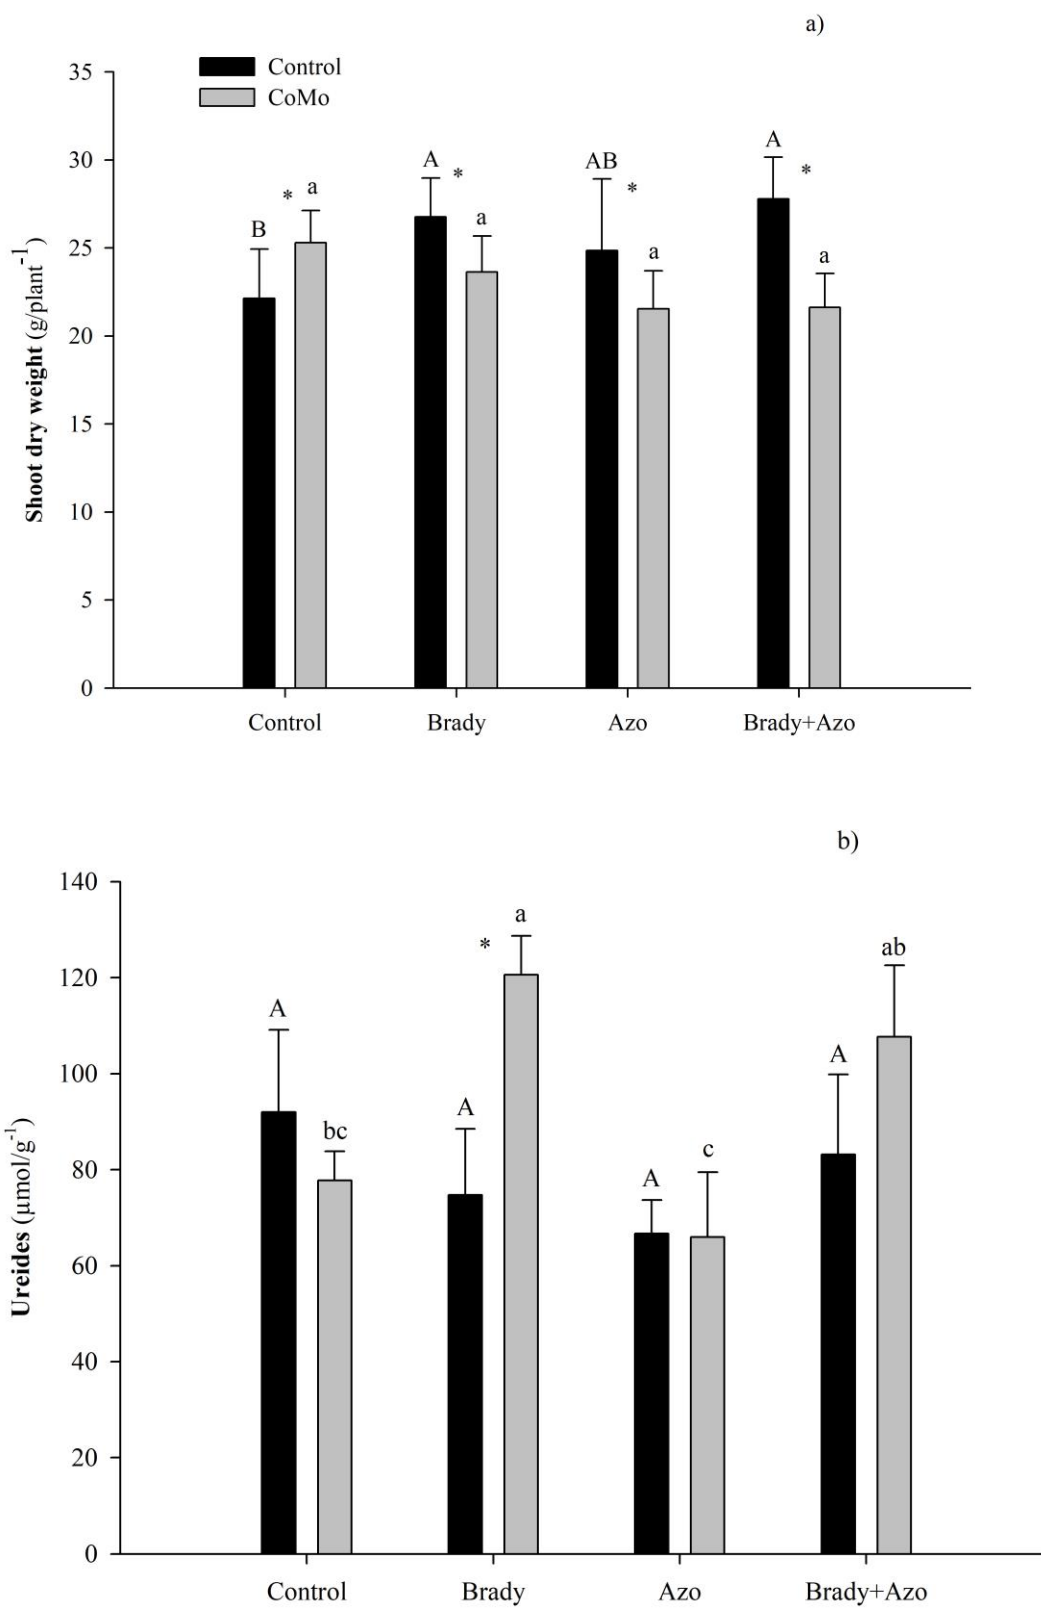 a)
Control
CoMo
35
30
25
20
15
10
5
0
Shoot dry weight (g/plant⁻¹)
B * a
A * a
AB * a
A * a
Control Brady Azo Brady+Azo
b)
140
120
100
80
60
40
20
0
Ureides (µmol/g⁻¹)
A bc
A * a
A c
A ab
Control Brady Azo Brady+Azo